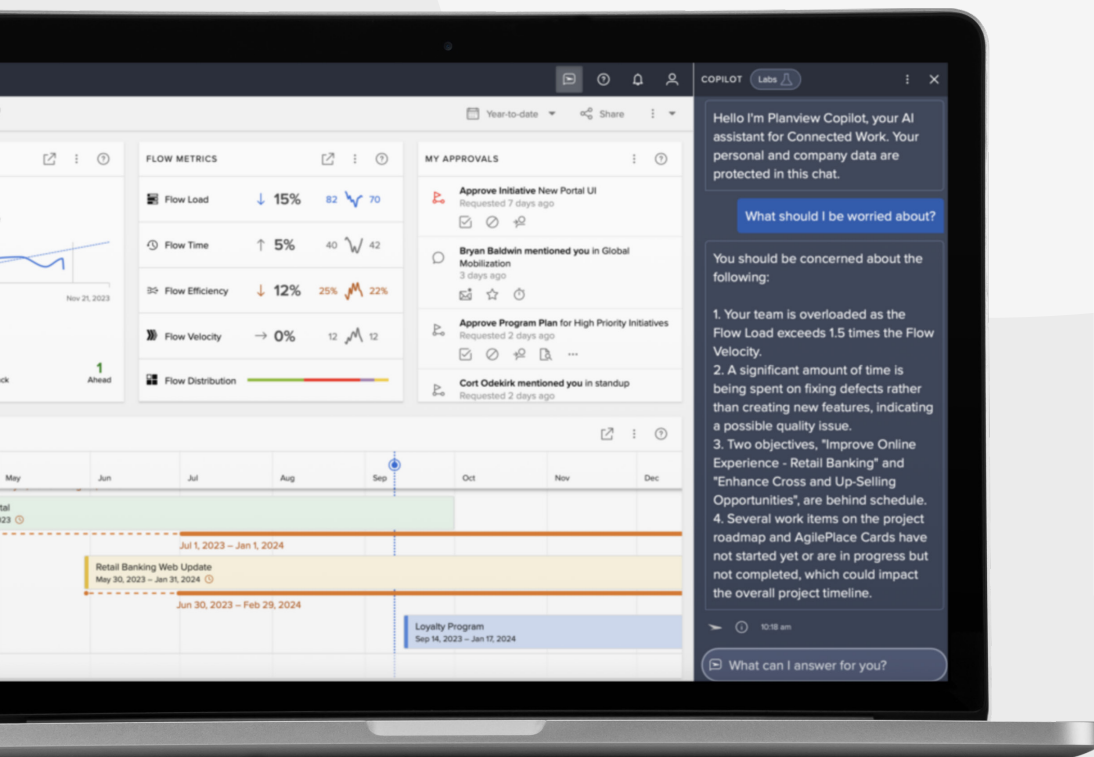 Year-to-date
Share
Nov 21, 2023
1
Ahead
FLOW METRICS
Flow Load ↓ 15% 82 70
Flow Time ↑ 5% 40 42
Flow Efficiency ↓ 12% 25% 22%
Flow Velocity → 0% 12 12
Flow Distribution
MY APPROVALS
Approve Initiative New Portal UI
Requested 7 days ago
Bryan Baldwin mentioned you in Global
Mobilization
3 days ago
Approve Program Plan for High Priority Initiatives
Requested 2 days ago
...
Cort Odekirk mentioned you in standup
Requested 2 days ago
May Jun Jul Aug Sep Oct Nov Dec
Jul 1, 2023 – Jan 1, 2024
Retail Banking Web Update
May 30, 2023 – Jan 31, 2024
Jun 30, 2023 – Feb 29, 2024
Loyalty Program
Sep 14, 2023 – Jan 17, 2024
COPILOT Labs
Hello I'm Planview Copilot, your AI
assistant for Connected Work. Your
personal and company data are
protected in this chat.
What should I be worried about?
You should be concerned about the
following:
1. Your team is overloaded as the
Flow Load exceeds 1.5 times the Flow
Velocity.
2. A significant amount of time is
being spent on fixing defects rather
than creating new features, indicating
a possible quality issue.
3. Two objectives, "Improve Online
Experience - Retail Banking" and
"Enhance Cross and Up-Selling
Opportunities", are behind schedule.
4. Several work items on the project
roadmap and AgilePlace Cards have
not started yet or are in progress but
not completed, which could impact
the overall project timeline.
10:18 am
What can I answer for you?